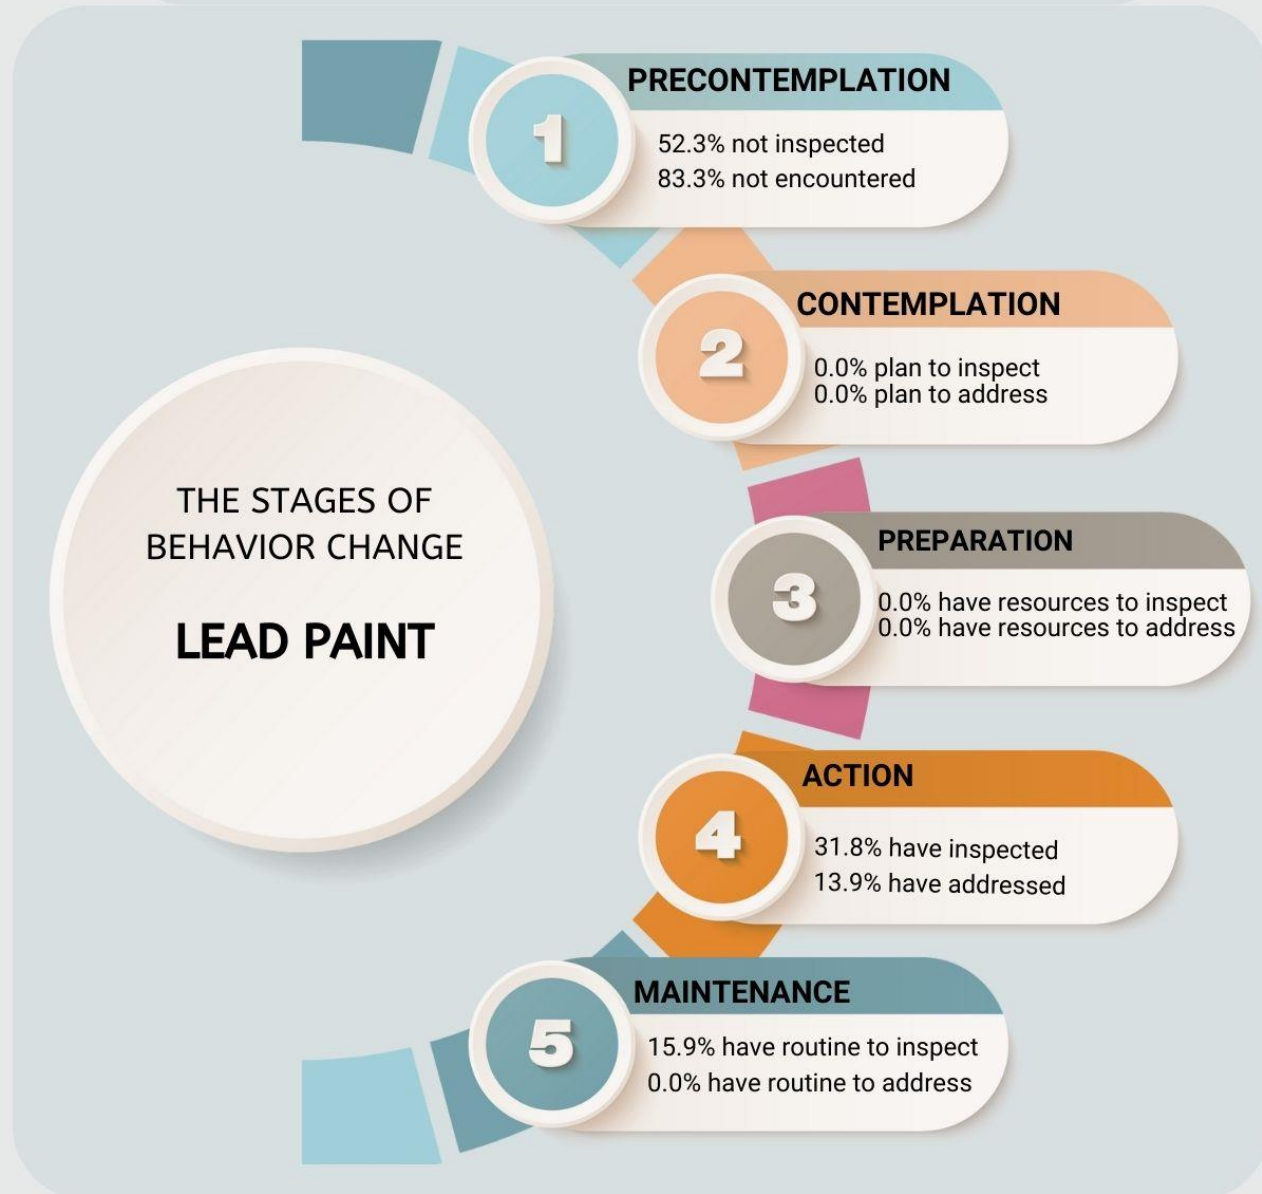 1
PRECONTEMPLATION
52.3% not inspected
83.3% not encountered
2
CONTEMPLATION
0.0% plan to inspect
0.0% plan to address
THE STAGES OF
BEHAVIOR CHANGE
LEAD PAINT
3
PREPARATION
0.0% have resources to inspect
0.0% have resources to address
4
ACTION
31.8% have inspected
13.9% have addressed
5
MAINTENANCE
15.9% have routine to inspect
0.0% have routine to address